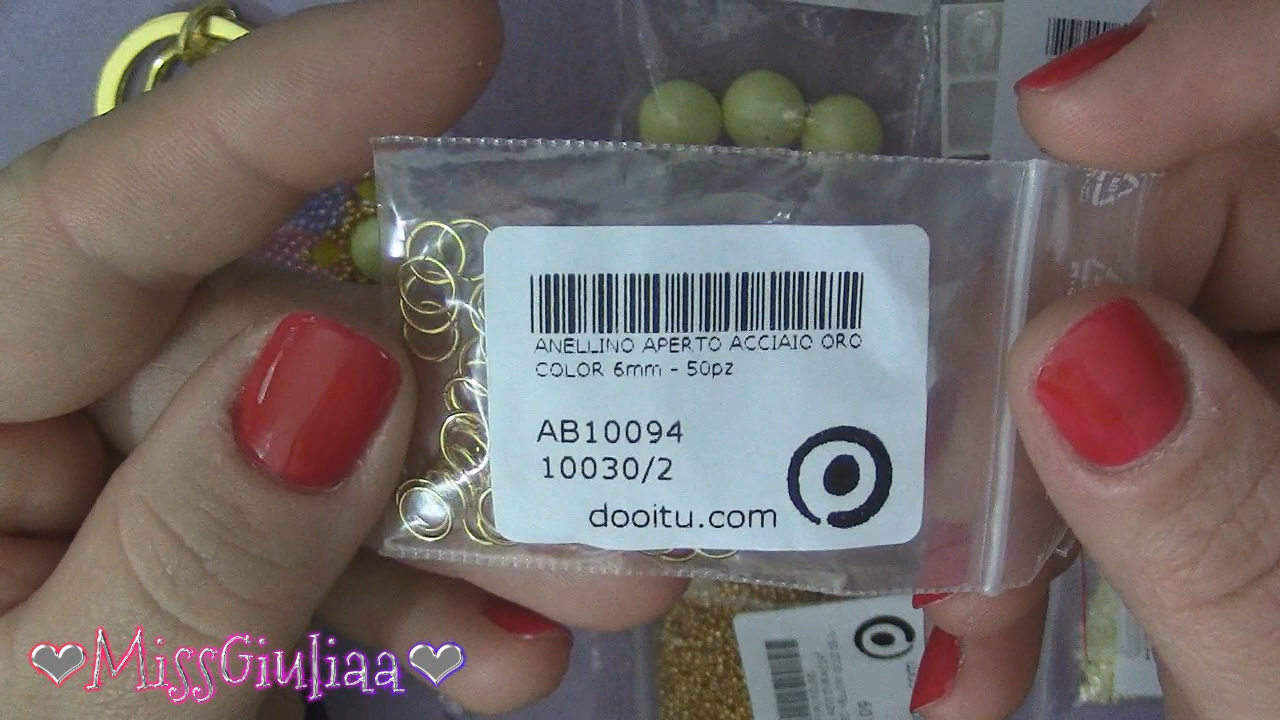 ANELLINO APERTO ACCIAIO ORO
COLOR 6mm - 50pz
AB10094
10030/2
dooitu.com
❤MissGiuliaa❤